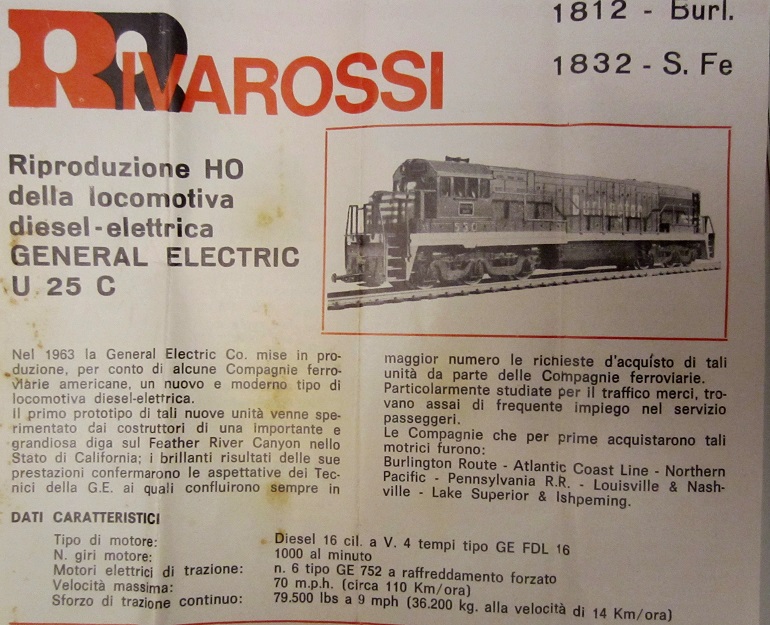 RIVAROSSI
1812 - Burl.
1832 - S. Fe
Riproduzione HO
della locomotiva
diesel-elettrica
GENERAL ELECTRIC
U 25 C
Nel 1963 la General Electric Co. mise in pro-
duzione, per conto di alcune Compagnie ferro-
viarie americane, un nuovo e moderno tipo di
locomotiva diesel-elettrica.
Il primo prototipo di tali nuove unità venne spe-
rimentato dai costruttori di una importante e
grandiosa diga sul Feather River Canyon nello
Stato di California; i brillanti risultati delle sue
prestazioni confermarono le aspettative dei Tec-
nici della G.E. ai quali confluirono sempre in
maggior numero le richieste d'acquisto di tali
unità da parte delle Compagnie ferroviarie.
Particolarmente studiate per il traffico merci, tro-
vano assai di frequente impiego nel servizio
passeggeri.
Le Compagnie che per prime acquistarono tali
motrici furono:
Burlington Route - Atlantic Coast Line - Northern
Pacific - Pennsylvania R.R. - Louisville & Nash-
ville - Lake Superior & Ishpeming.
DATI CARATTERISTICI
Tipo di motore: Diesel 16 cil. a V. 4 tempi tipo GE FDL 16
N. giri motore: 1000 al minuto
Motori elettrici di trazione: n. 6 tipo GE 752 a raffreddamento forzato
Velocità massima: 70 m.p.h. (circa 110 Km/ora)
Sforzo di trazione continuo: 79.500 lbs a 9 mph (36.200 kg. alla velocità di 14 Km/ora)